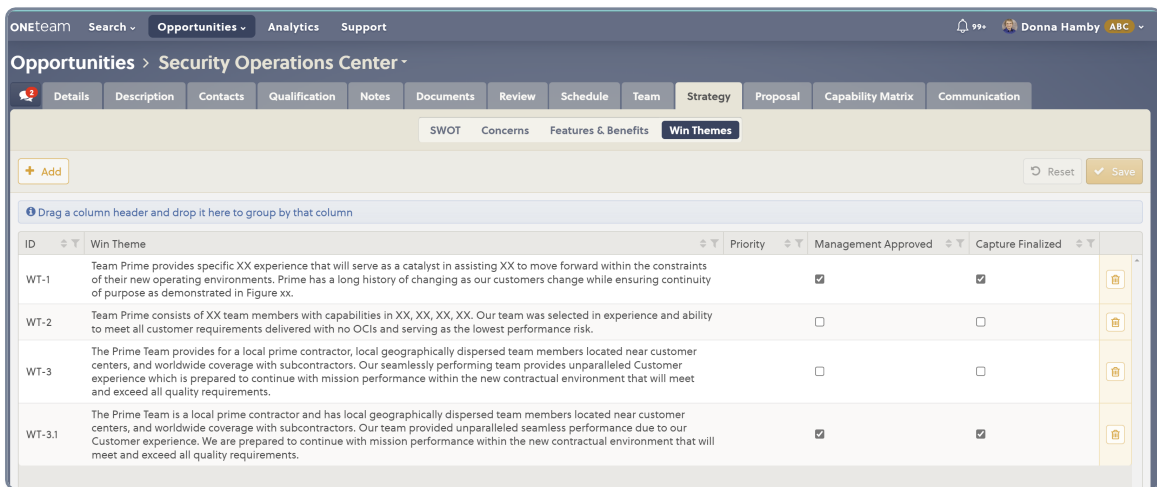 ONEteam Search Opportunities Analytics Support 99+ Donna Hamby ABC
Opportunities > Security Operations Center
2 Details Description Contacts Qualification Notes Documents Review Schedule Team Strategy Proposal Capability Matrix Communication
SWOT Concerns Features & Benefits Win Themes
+ Add Reset Save
Drag a column header and drop it here to group by that column
ID Win Theme Priority Management Approved Capture Finalized
Team Prime provides specific XX experience that will serve as a catalyst in assisting XX to move forward within the constraints
WT-1 of their new operating environments. Prime has a long history of changing as our customers change while ensuring continuity
of purpose as demonstrated in Figure xx.
WT-2 Team Prime consists of XX team members with capabilities in XX, XX, XX, XX. Our team was selected in experience and ability
to meet all customer requirements delivered with no OCIs and serving as the lowest performance risk.
The Prime Team provides for a local prime contractor, local geographically dispersed team members located near customer
centers, and worldwide coverage with subcontractors. Our seamlessly performing team provides unparalleled Customer
WT-3 experience which is prepared to continue with mission performance within the new contractual environment that will meet
and exceed all quality requirements.
The Prime Team is a local prime contractor and has local geographically dispersed team members located near customer
centers, and worldwide coverage with subcontractors. Our team provided unparalleled seamless performance due to our
WT-3.1 Customer experience. We are prepared to continue with mission performance within the new contractual environment that will
meet and exceed all quality requirements.